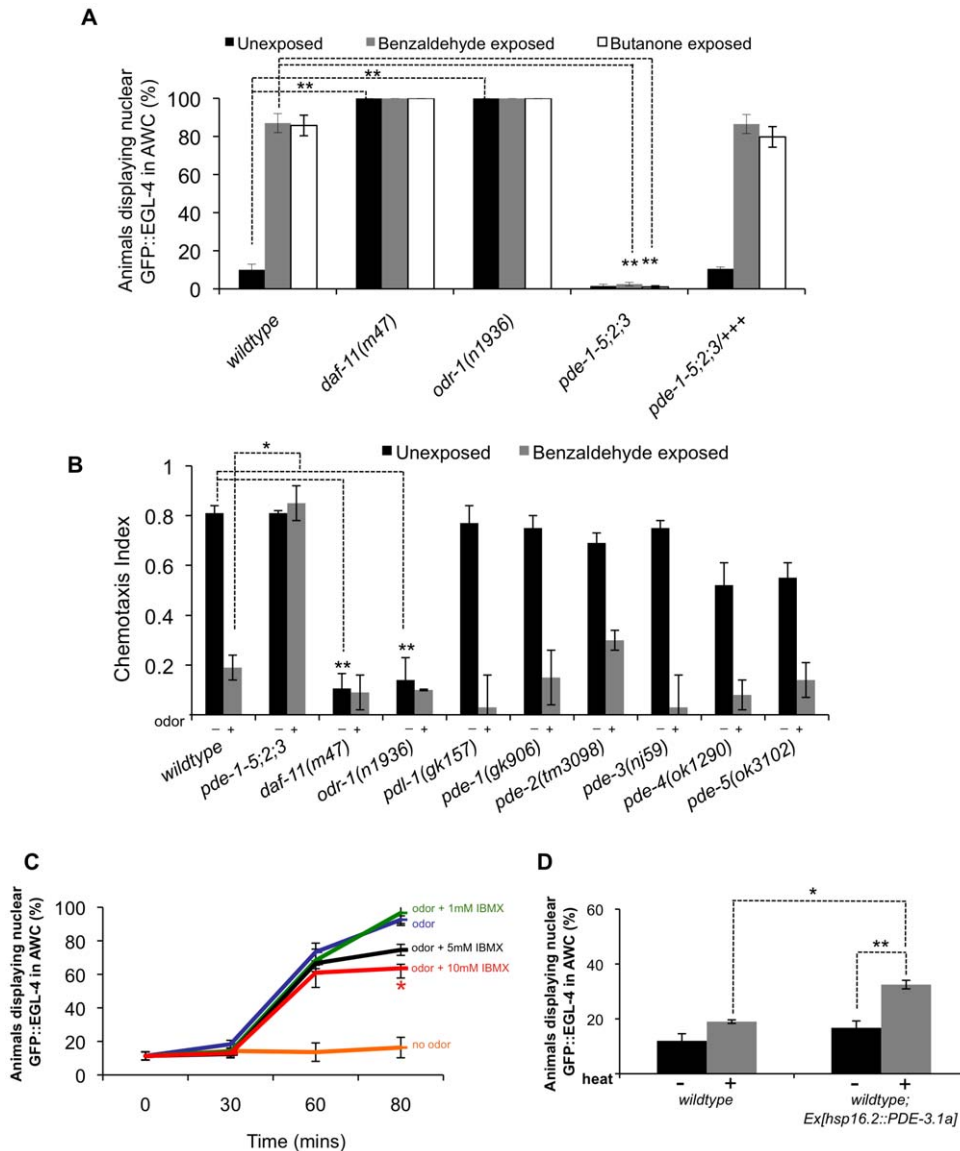 A
Unexposed Benzaldehyde exposed Butanone exposed
**
**
Animals displaying nuclear
GFP::EGL-4 in AWC (%)
100
80
60
40
20
0
** **
wildtype
daf-11(m47)
odr-1(n1936)
pde-1-5;2;3
pde-1-5;2;3/+++
B
Unexposed Benzaldehyde exposed
*
Chemotaxis Index
1
0.8
0.6
0.4
0.2
** **
odor
– + – + – + – + – + – + – + – + – + – +
wildtype
pde-1-5;2;3
daf-11(m47)
odr-1(n1936)
pdl-1(gk157)
pde-1(gk906)
pde-2(tm3098)
pde-3(nj59)
pde-4(ok1290)
pde-5(ok3102)
C
Animals displaying nuclear
GFP::EGL-4 in AWC (%)
100
80
60
40
20
0
odor + 1mM IBMX
odor
odor + 5mM IBMX
odor + 10mM IBMX
*
no odor
0 30 60 80
Time (mins)
D
Animals displaying nuclear
GFP::EGL-4 in AWC (%)
60
40
20
*
**
heat
- + - +
wildtype
wildtype;
Ex[hsp16.2::PDE-3.1a]